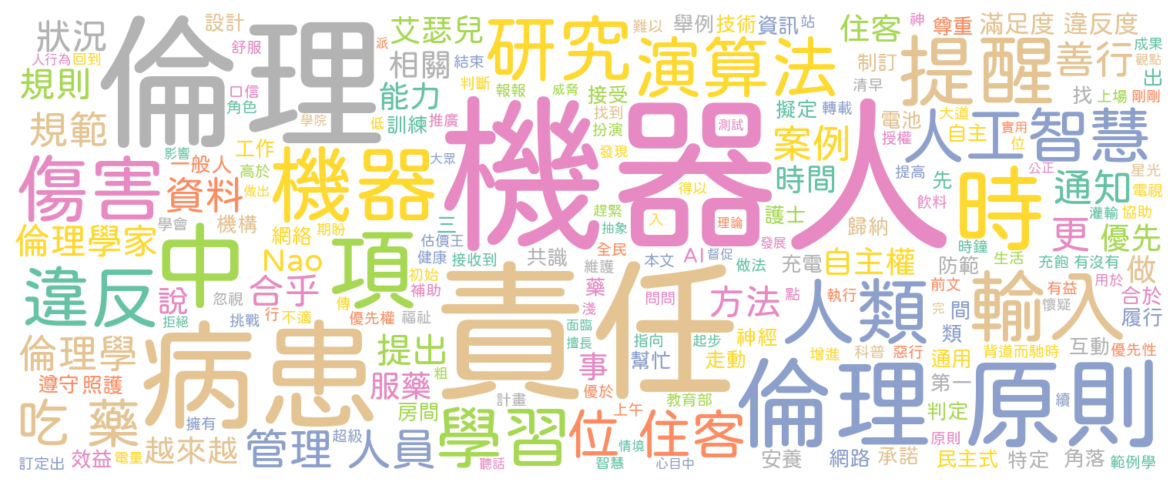 倫理
機器人
責任
病患
機器
原則
倫理
人類
演算法
研究
提醒
人工智慧
時
輸入
傷害
違反
中
項
學習
住客
位
吃 藥
管理 人員
艾瑟兒
狀況
設計
舒服
人行為
回到
口信
角色
規則
相關
能力
訓練
結束
派
判斷
低
推廣
報報
威脅
接受
難以
舉例
技術
資訊
站
住客
神
尊重
滿足度
違反度
成果
觀點
善行
出
制訂
清早
找
上場
剛剛
規範
學院
影響
工作
一般人
高於
做出
資料
機構
學會
倫理學家
網絡
期盼
Nao
說
合乎
忽視
拒絕
挑戰
行
不適
傳
優先權
福祉
大眾
估價王
健康
接收到
初始
補助
三
找到
扮演
發現
擬定
轉載
測試
案例
時間
得以
趕緊
抽象
入
理論
護士
全民
維護
本文
AI
督促
發展
做法
共識
藥
淺
問問
點
方法
充電
自主權
執行
歸納
防範
電池
授權
自主
大道
實用
位
提高
先
飲料
公正
通知
星光
電視
灌輸
協助
更
優先
時鐘
生活
充飽
有沒有
做
用於
前文
間
類
有益
懷疑
完
合於
履行
倫理學
遵守
照護
擁有
越來越
訂定出
效益
電量
超級
提出
服藥
粗
房間
計畫
聽話
上午
面臨
擅長
事
優於
指向
幫忙
起步
走動
神經
教育部
情境
智慧
心目中
增進
科普
惡行
通用
背道而馳時
互動
優先性
第一
判定
續
原則
安養
網路
承諾
民主式
特定
角落
範例學